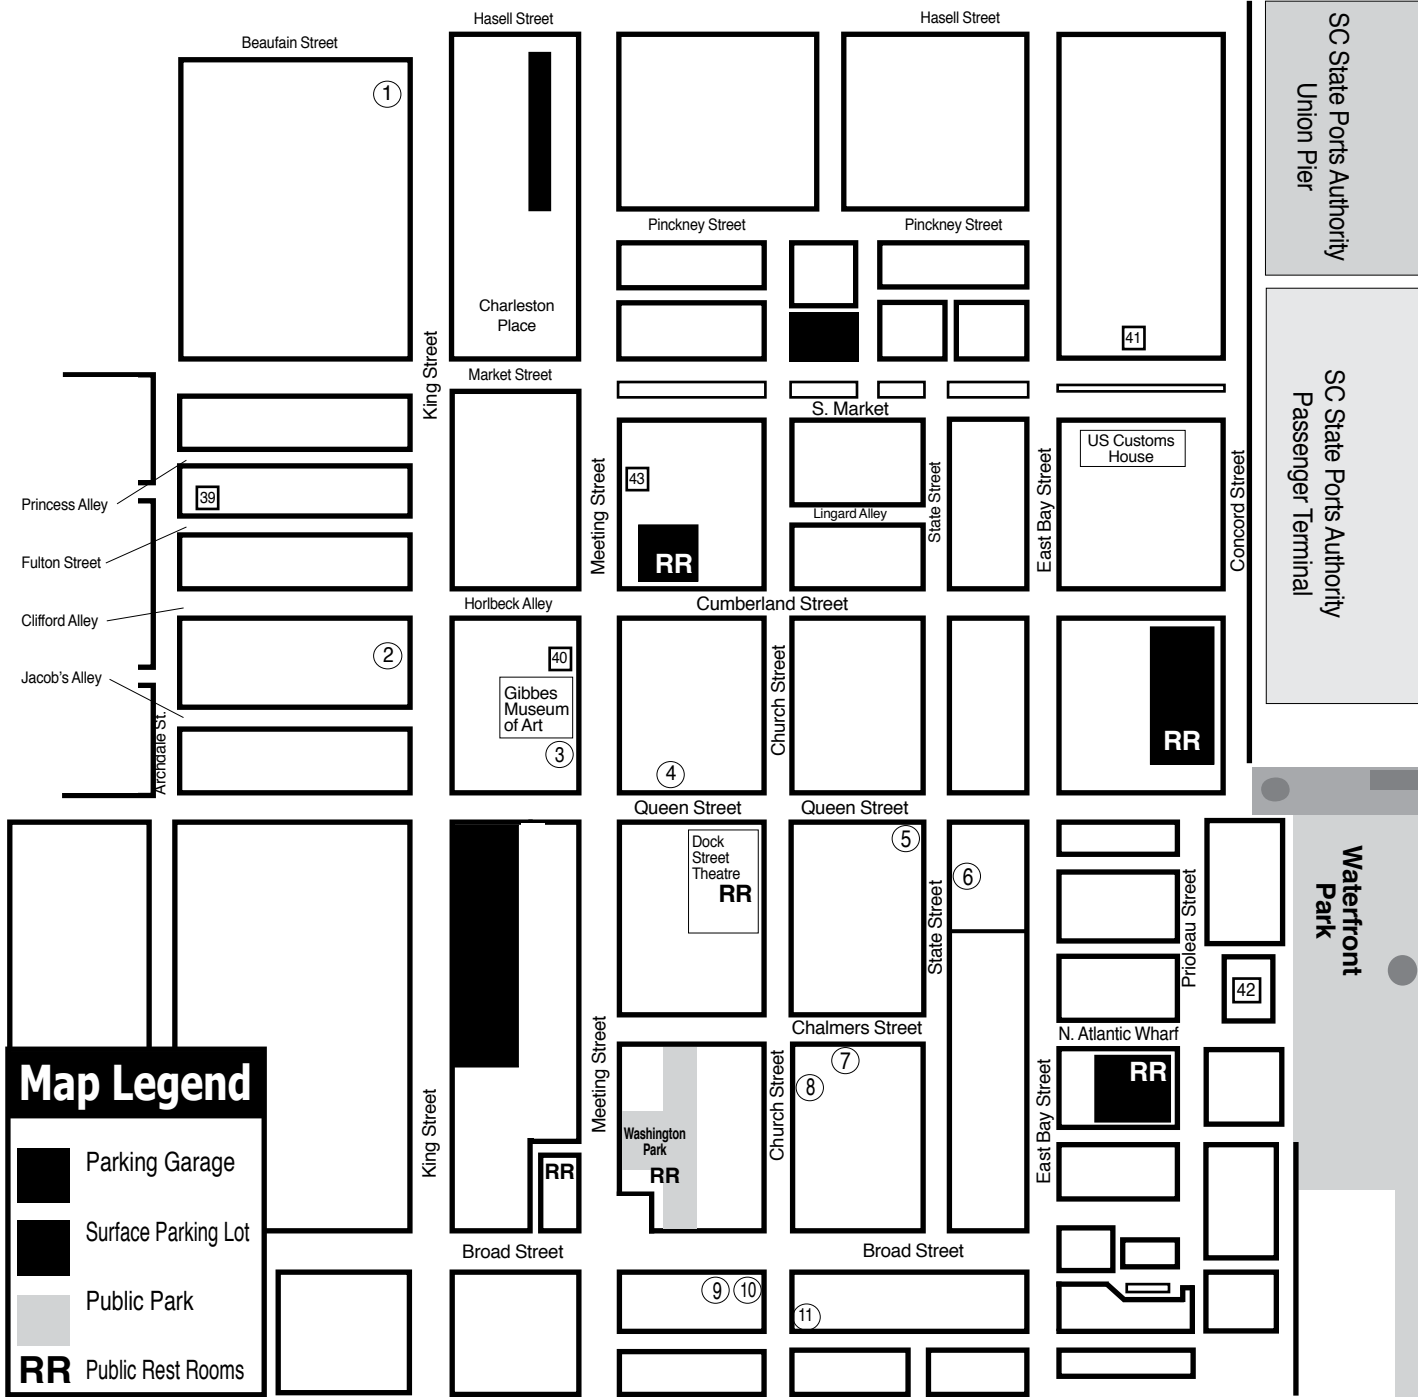 Hasell Street
Hasell Street
Beaufain Street
1
SC State Ports Authority
Union Pier
Pinckney Street
Pinckney Street
Charleston
Place
King Street
41
Market Street
S. Market
SC State Ports Authority
Passenger Terminal
US Customs
House
Princess Alley
39
43
Meeting Street
Lingard Alley
State Street
East Bay Street
Concord Street
Fulton Street
RR
Horlbeck Alley
Cumberland Street
Clifford Alley
2
40
Jacob's Alley
Gibbes
Museum
of Art
Church Street
Archdale St.
3
4
RR
Queen Street
Queen Street
Dock
Street
Theatre
RR
5
6
State Street
Prioleau Street
Waterfront
Park
42
Chalmers Street
N. Atlantic Wharf
Meeting Street
7
8
Church Street
East Bay Street
RR
King Street
Washington
Park
RR
RR
Map Legend
Parking Garage
Surface Parking Lot
Public Park
RR Public Rest Rooms
Broad Street
Broad Street
9
10
11